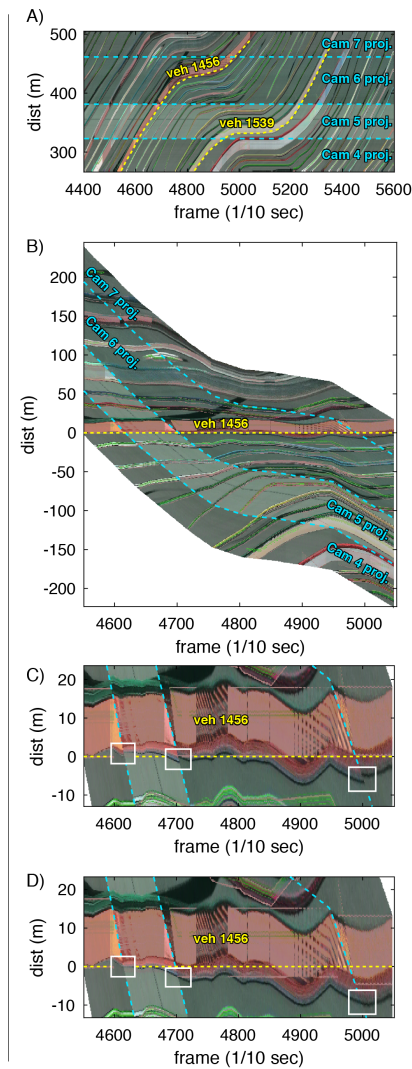 A)
500
Cam 7 proj.
veh 1456
Cam 6 proj.
400
dist (m)
veh 1539
Cam 5 proj.
300
Cam 4 proj.
4400 4600 4800 5000 5200 5400 5600
frame (1/10 sec)
B)
200
Cam 7 proj.
150
Cam 6 proj.
100
50
dist (m)
veh 1456
0
-50
-100
Cam 5 proj.
-150
Cam 4 proj.
-200
4600 4700 4800 4900 5000
frame (1/10 sec)
C)
20
dist (m)
10
veh 1456
0
-10
4600 4700 4800 4900 5000
frame (1/10 sec)
D)
20
dist (m)
10
veh 1456
0
-10
4600 4700 4800 4900 5000
frame (1/10 sec)